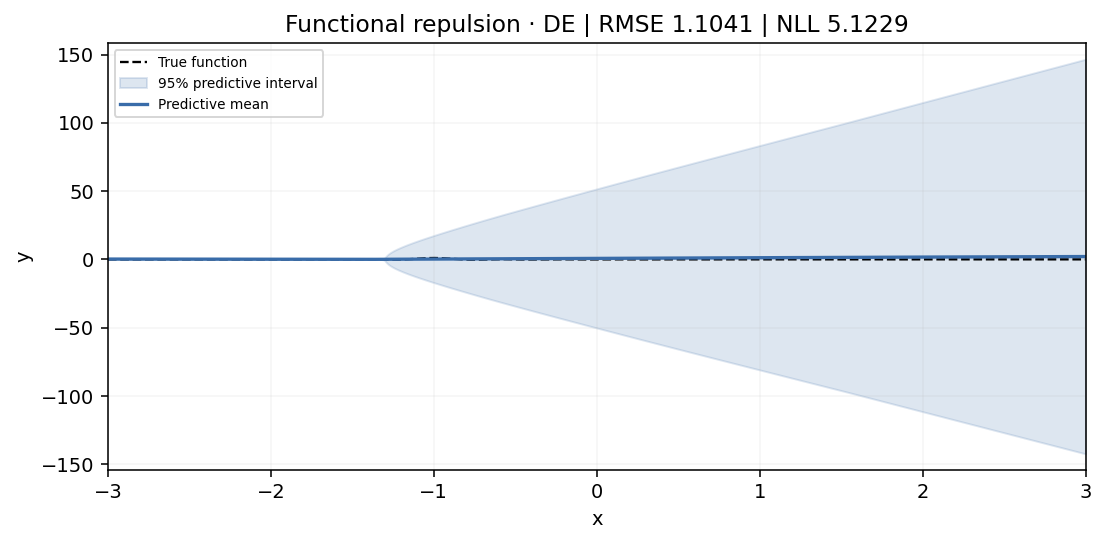 Functional repulsion · DE | RMSE 1.1041 | NLL 5.1229
True function
95% predictive interval
Predictive mean
150
100
50
0
−50
−100
−150
y
−3 −2 −1 0 1 2 3
x